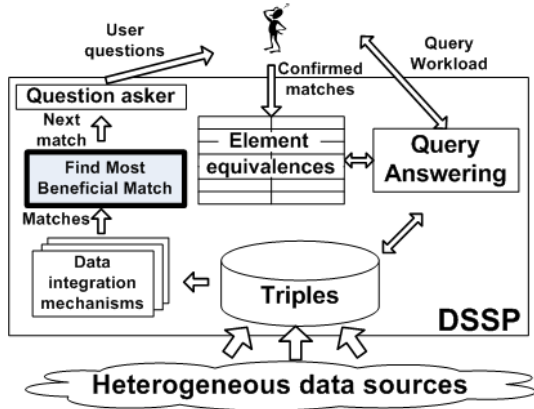 User
questions
Query
Workload
Confirmed
matches
Question asker
Next
match
Element
equivalences
Query
Answering
Find Most
Beneficial Match
Matches
Data
integration
mechanisms
Triples
DSSP
Heterogeneous data sources